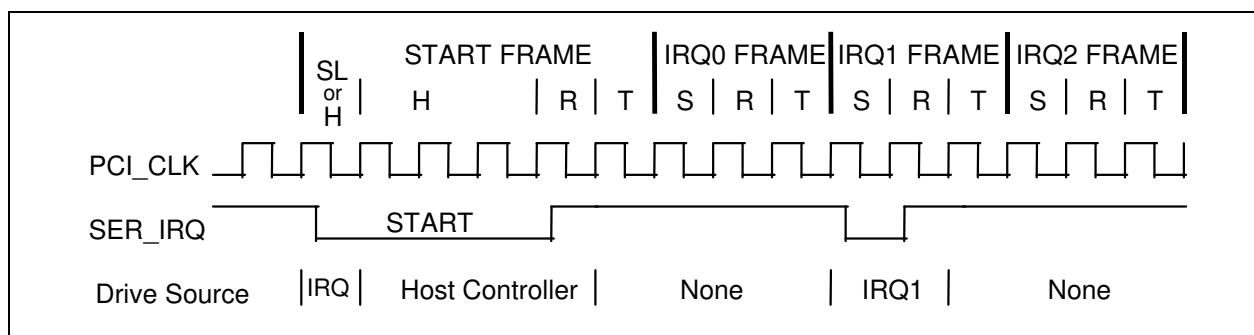 START FRAME IRQ0 FRAME IRQ1 FRAME IRQ2 FRAME
SL
or
H
H R T S R T S R T S R T
PCI_CLK
SER_IRQ START
Drive Source IRQ Host Controller None IRQ1 None